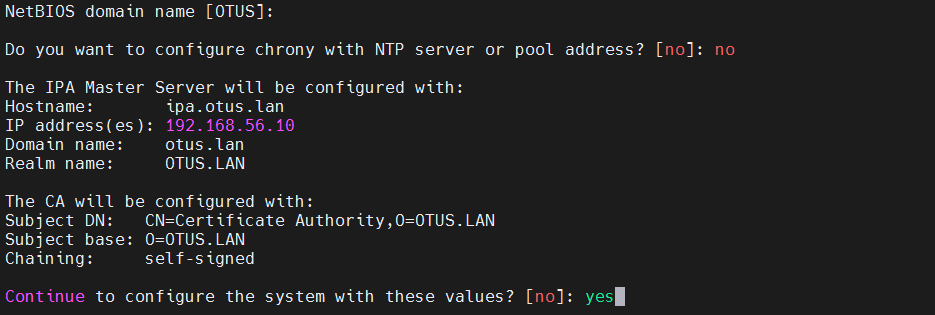 NetBIOS domain name [OTUS]:
Do you want to configure chrony with NTP server or pool address? [no]: no
The IPA Master Server will be configured with:
Hostname:       ipa.otus.lan
IP address(es): 192.168.56.10
Domain name:    otus.lan
Realm name:     OTUS.LAN
The CA will be configured with:
Subject DN:   CN=Certificate Authority,O=OTUS.LAN
Subject base: O=OTUS.LAN
Chaining:     self-signed
Continue to configure the system with these values? [no]: yes